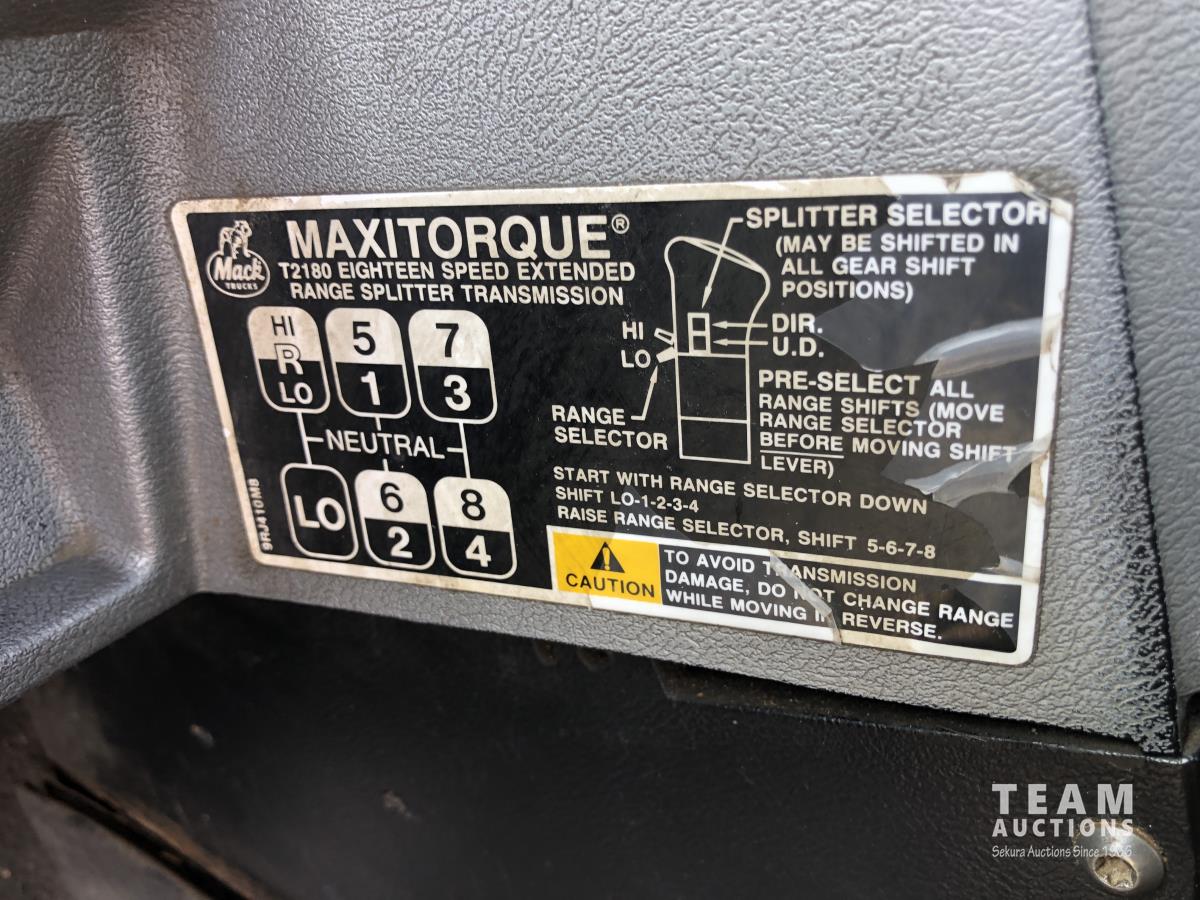 Mack
TRUCKS
MAXITORQUE®
T2180 EIGHTEEN SPEED EXTENDED
RANGE SPLITTER TRANSMISSION
HI
R
LO
5
1
7
3
NEUTRAL
LO
6
2
8
4
9RJ410M8
SPLITTER SELECTOR
(MAY BE SHIFTED IN
ALL GEAR SHIFT
POSITIONS)
HI
LO
DIR.
U.D.
RANGE
SELECTOR
PRE-SELECT ALL
RANGE SHIFTS (MOVE
RANGE SELECTOR
BEFORE MOVING SHIFT
LEVER)
START WITH RANGE SELECTOR DOWN
SHIFT LO-1-2-3-4
RAISE RANGE SELECTOR, SHIFT 5-6-7-8
CAUTION
TO AVOID TRANSMISSION
DAMAGE, DO NOT CHANGE RANGE
WHILE MOVING IN REVERSE.
TEAM
AUCTIONS
Sekura Auctions Since 1966